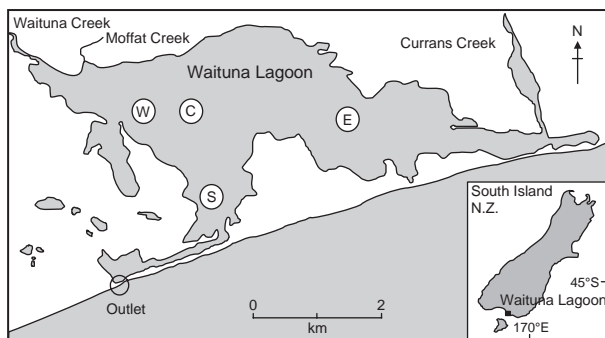 Waituna Creek
Moffat Creek
Currans Creek
N
Waituna Lagoon
W
C
E
S
South Island
N.Z.
45°S
Waituna Lagoon
170°E
Outlet
0
2
km